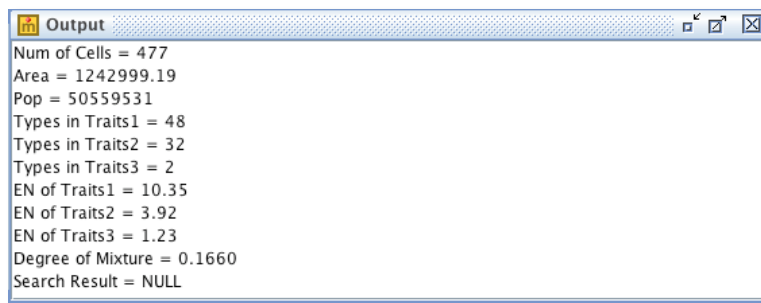 Output
Num of Cells = 477
Area = 1242999.19
Pop = 50559531
Types in Traits1 = 48
Types in Traits2 = 32
Types in Traits3 = 2
EN of Traits1 = 10.35
EN of Traits2 = 3.92
EN of Traits3 = 1.23
Degree of Mixture = 0.1660
Search Result = NULL